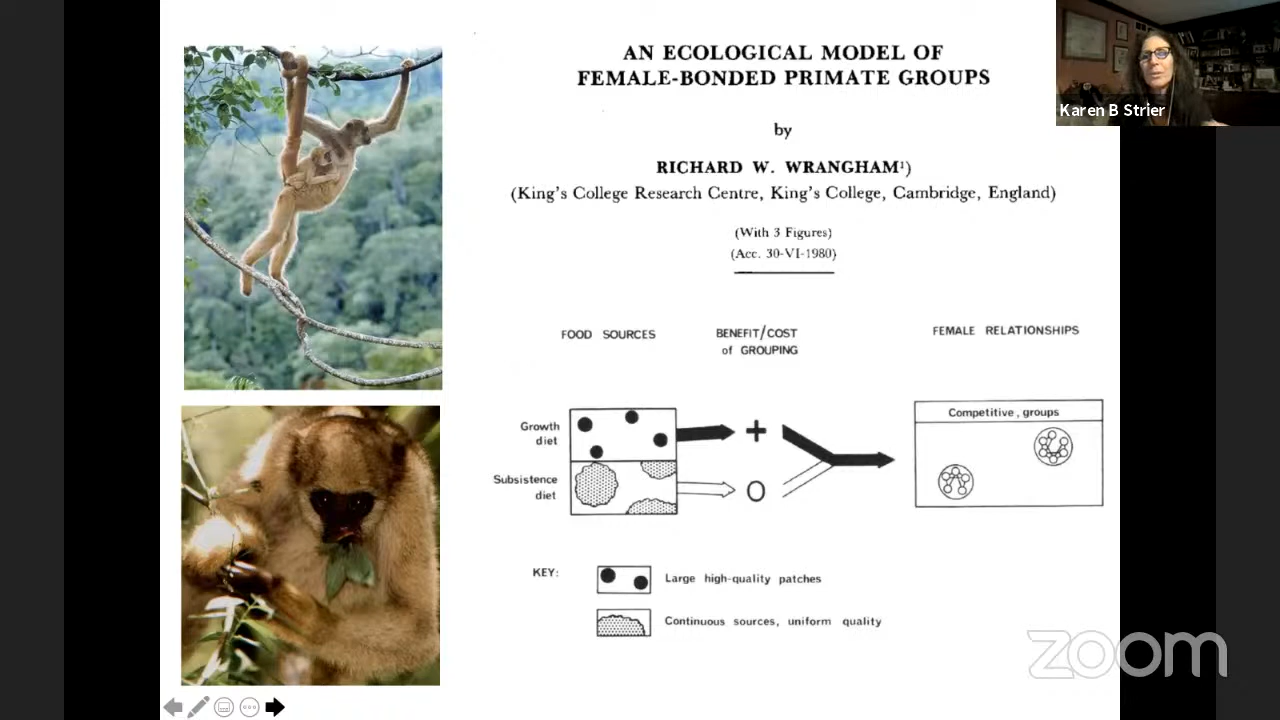 AN ECOLOGICAL MODEL OF
FEMALE-BONDED PRIMATE GROUPS
by
RICHARD W. WRANGHAM¹)
(King's College Research Centre, King's College, Cambridge, England)
(With 3 Figures)
(Acc. 30-VI-1980)
Karen B Strier
FOOD SOURCES
BENEFIT/COST
of GROUPING
FEMALE RELATIONSHIPS
Growth
diet
+
Competitive, groups
Subsistence
diet
O
KEY:
Large high-quality patches
Continuous sources, uniform quality
zoom